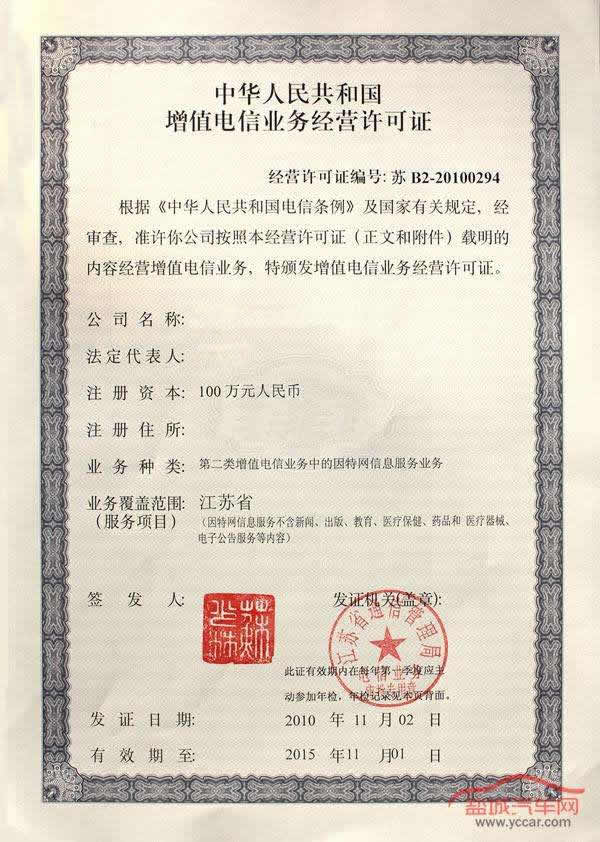 中华人民共和国
增值电信业务经营许可证
经营许可证编号: 苏 B2-20100294
根据《中华人民共和国电信条例》及国家有关规定，经
审查，准许你公司按照本经营许可证（正文和附件）载明的
内容经营增值电信业务，特颁发增值电信业务经营许可证。
公司名称:
法定代表人:
注册资本: 100万元人民币
注册住所:
业务种类: 第二类增值电信业务中的因特网信息服务业务
业务覆盖范围: 江苏省
（服务项目）（因特网信息服务不含新闻、出版、教育、医疗保健、药品和 医疗器械、
电子公告服务等内容）
签发人:
发证机关(盖章):
江苏省通信管理局
此证有效期内在每年第一季度应主
动参加年检，年检记录见本页背面。
发证日期: 2010 年 11 月 02 日
有效期至: 2015 年 11 月 01 日
盐城汽车网
www.yccar.com